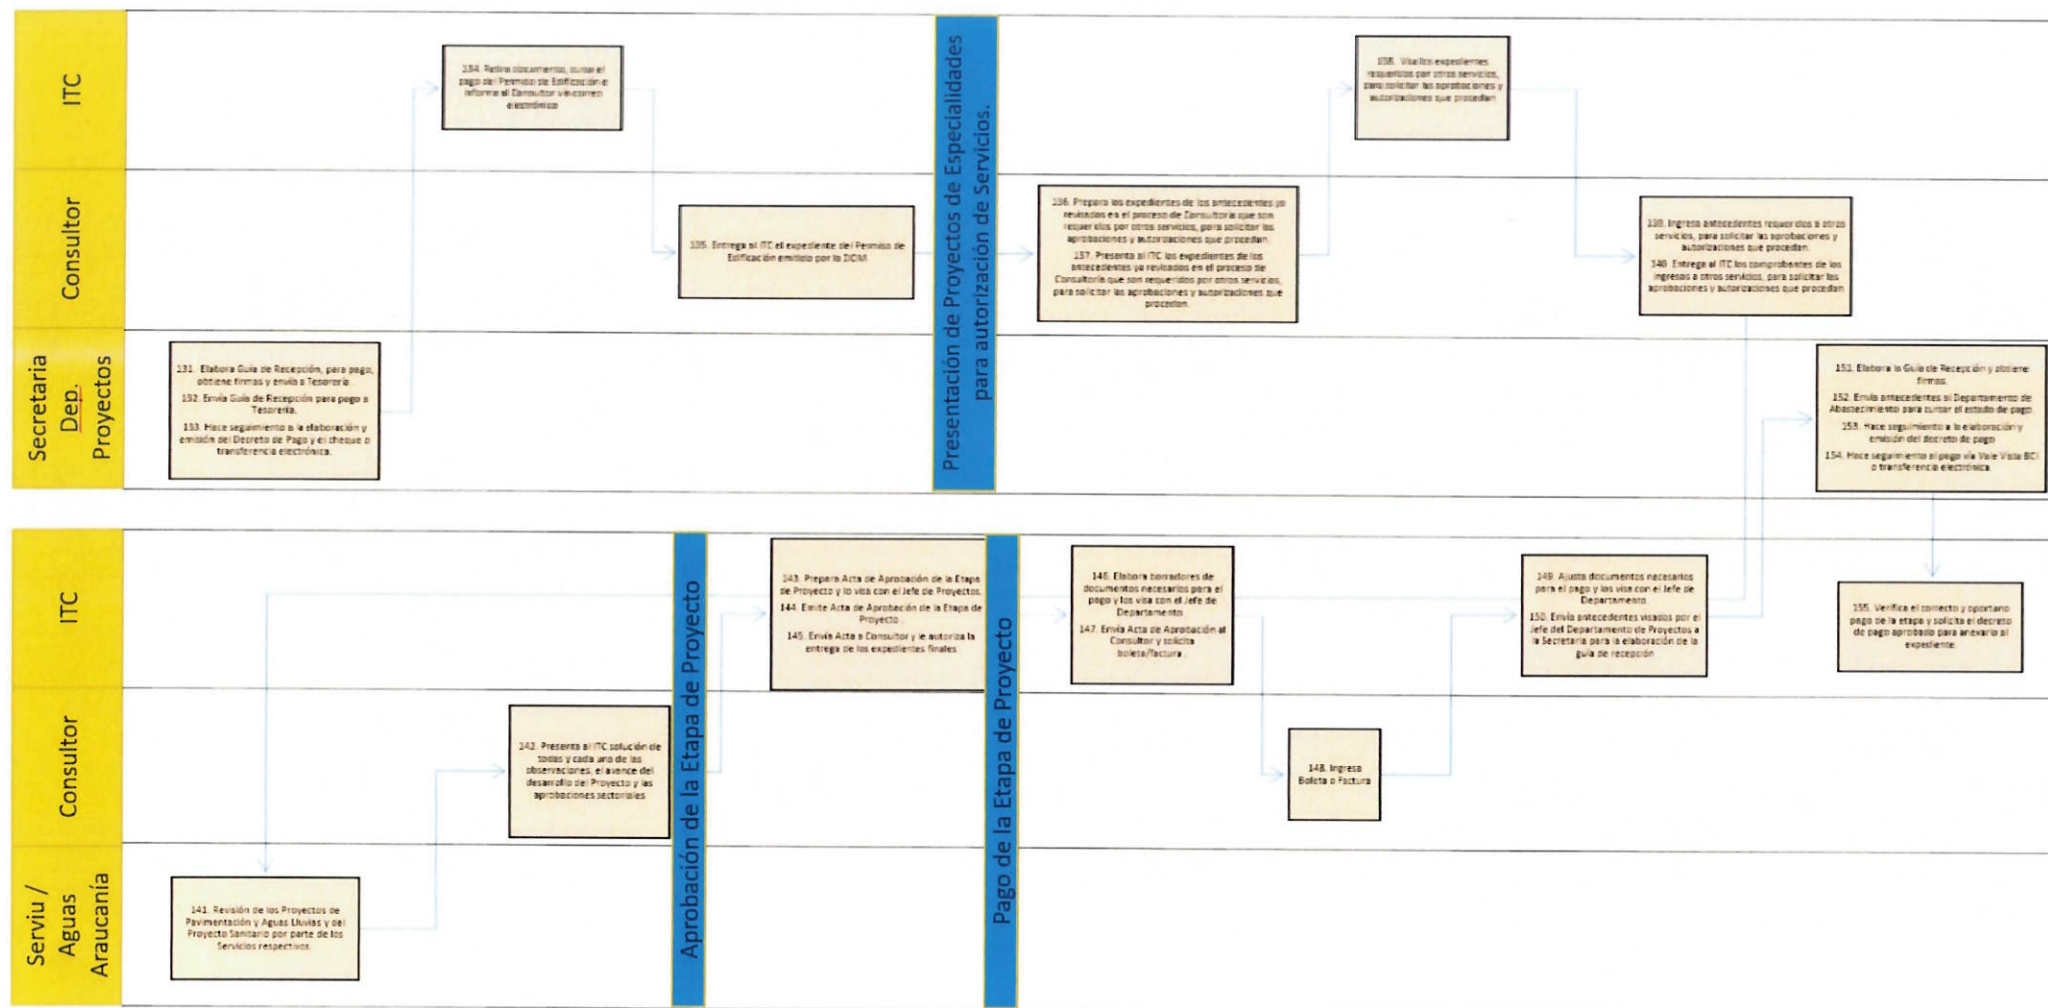 ITC
134. Retira documento, cursa el
pago del Permiso de Edificación e
informa al Consultor vía correo
electrónico
138. Visa los expedientes
requeridos por otros servicios,
para solicitar las aprobaciones y
autorizaciones que procedan
Consultor
135. Entrega al ITC el expediente del Permiso de
Edificación emitido por la DOM
Presentación de Proyectos de Especialidades
para autorización de Servicios.
136. Prepara los expedientes de los antecedentes ya
revisados en el proceso de Consultoría que son
requeridos por otros servicios, para solicitar las
aprobaciones y autorizaciones que procedan.
137. Presenta al ITC los expedientes de los
antecedentes ya revisados en el proceso de
Consultoría que son requeridos por otros servicios,
para solicitar las aprobaciones y autorizaciones que
procedan.
139. Ingresa antecedentes requeridos a otros
servicios, para solicitar las aprobaciones y
autorizaciones que procedan.
140. Entrega al ITC los comprobantes de los
ingresos a otros servicios, para solicitar las
aprobaciones y autorizaciones que procedan
Secretaria
Dep.
Proyectos
131. Elabora Guía de Recepción, para pago,
obtiene firmas y envía a Tesorería.
132. Envía Guía de Recepción para pago a
Tesorería.
133. Hace seguimiento a la elaboración y
emisión del Decreto de Pago y el cheque o
transferencia electrónica.
151. Elabora la Guía de Recepción y obtiene
firmas.
152. Envía antecedentes al Departamento de
Abastecimiento para cursar el estado de pago.
153. Hace seguimiento a la elaboración y
emisión del decreto de pago
154. Hace seguimiento al pago vía Vale Vista BCI
o transferencia electrónica
ITC
Aprobación de la Etapa de Proyecto
143. Prepara Acta de Aprobación de la Etapa
de Proyecto y lo visa con el Jefe de Proyectos.
144. Emite Acta de Aprobación de la Etapa de
Proyecto .
145. Envía Acta a Consultor y le autoriza la
entrega de los expedientes finales
Pago de la Etapa de Proyecto
146. Elabora borradores de
documentos necesarios para el
pago y los visa con el Jefe de
Departamento
147. Envía Acta de Aprobación al
Consultor y solicita
boleta/factura .
149. Ajusta documentos necesarios
para el pago y los visa con el Jefe de
Departamento.
150. Envía antecedentes visados por el
Jefe del Departamento de Proyectos a
la Secretaria para la elaboración de la
guía de recepción
155. Verifica el correcto y oportuno
pago de la etapa y solicita el decreto
de pago aprobado para anexarlo al
expediente.
Consultor
142. Presenta al ITC solución de
todas y cada una de las
observaciones, el avance del
desarrollo del Proyecto y las
aprobaciones sectoriales
148. Ingresa
Boleta o Factura
Serviu /
Aguas
Araucanía
141. Revisión de los Proyectos de
Pavimentación y Aguas Lluvias y del
Proyecto Sanitario por parte de los
Servicios respectivos